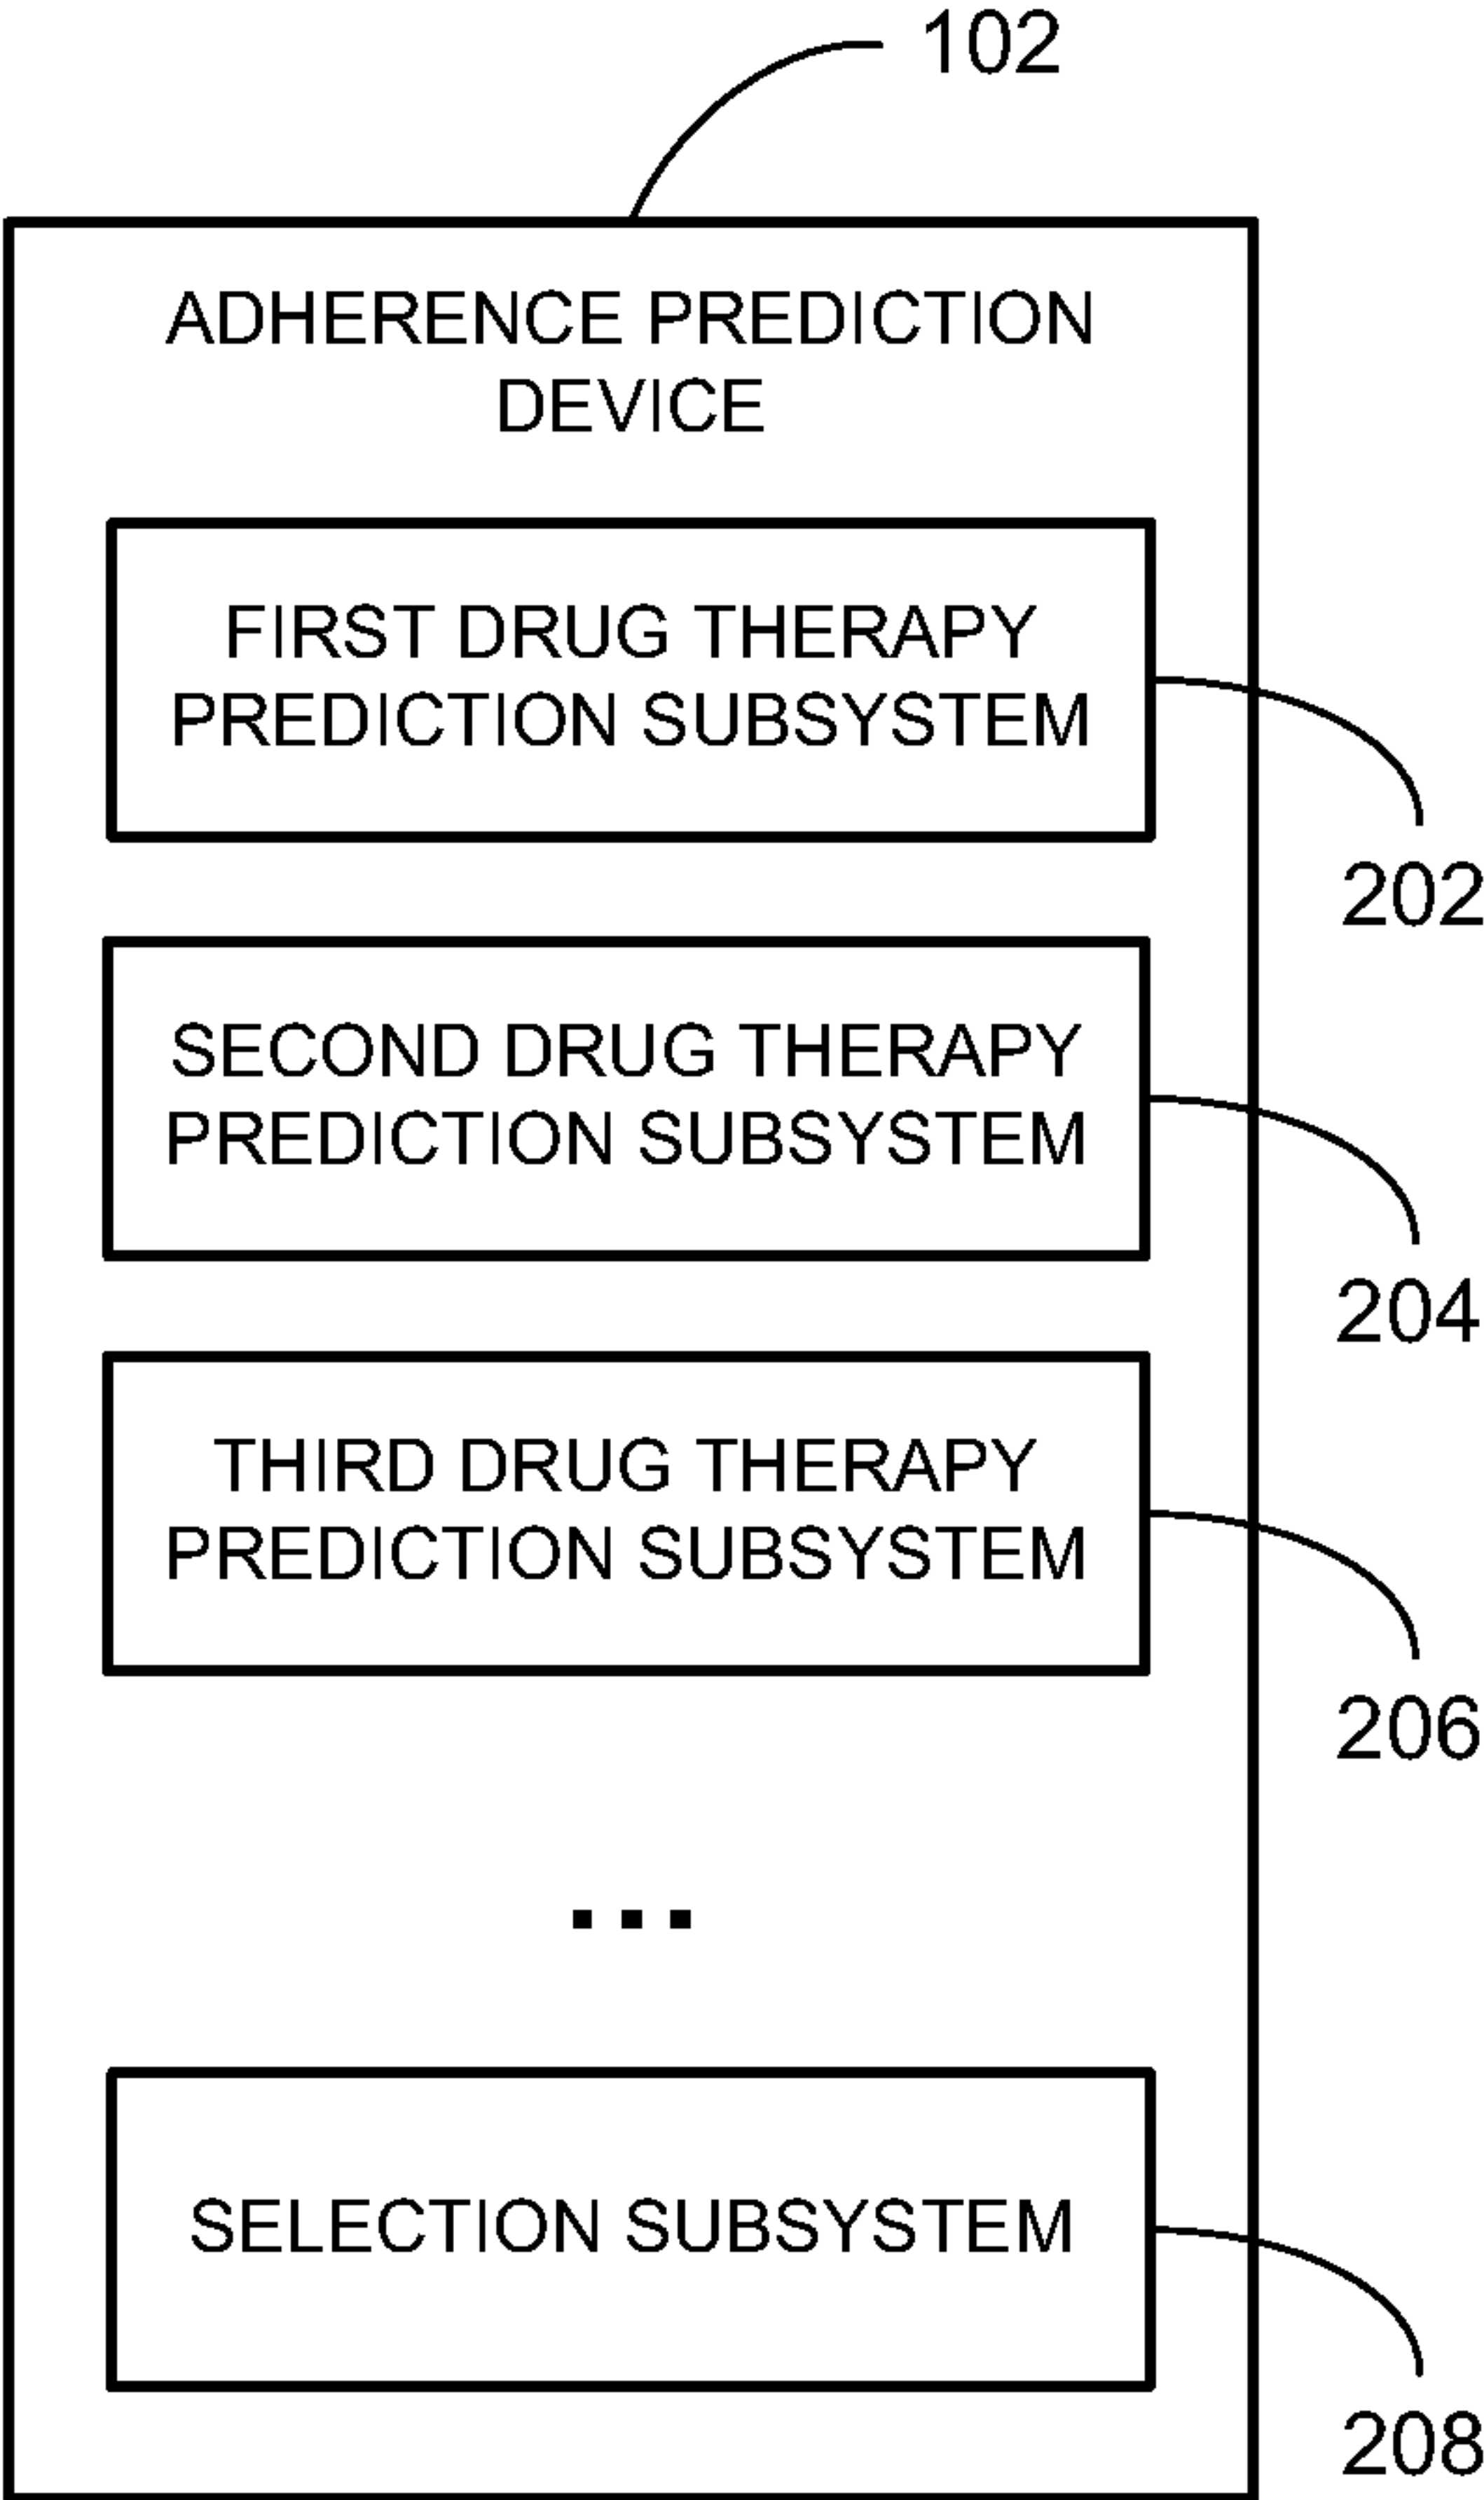 102
ADHERENCE PREDICTION
DEVICE
FIRST DRUG THERAPY
PREDICTION SUBSYSTEM
202
SECOND DRUG THERAPY
PREDICTION SUBSYSTEM
204
THIRD DRUG THERAPY
PREDICTION SUBSYSTEM
206
...
SELECTION SUBSYSTEM
208